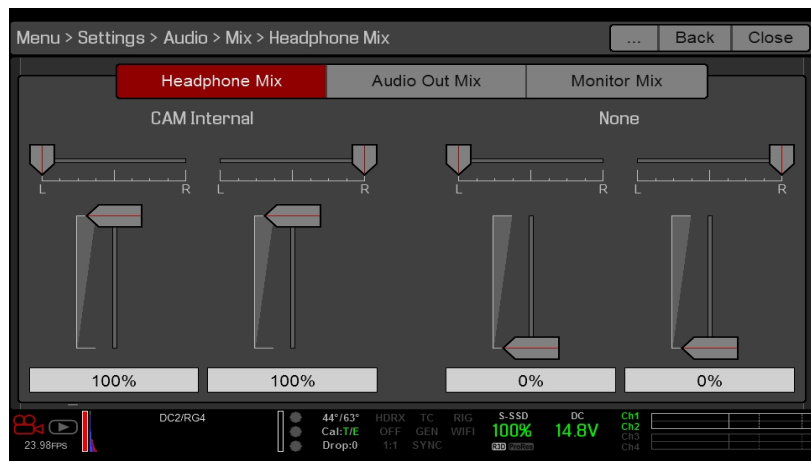 Menu > Settings > Audio > Mix > Headphone Mix
... Back Close
Headphone Mix Audio Out Mix Monitor Mix
CAM Internal None
L R L R L R L R
100% 100% 0% 0%
DC2/RG4 44°/63° HDRX TC RIG S-SSD DC Ch1
Cal:T/E OFF GEN WIFI 100% 14.8V Ch2
23.98FPS Drop:0 1:1 SYNC R3D ProRes Ch3
Ch4